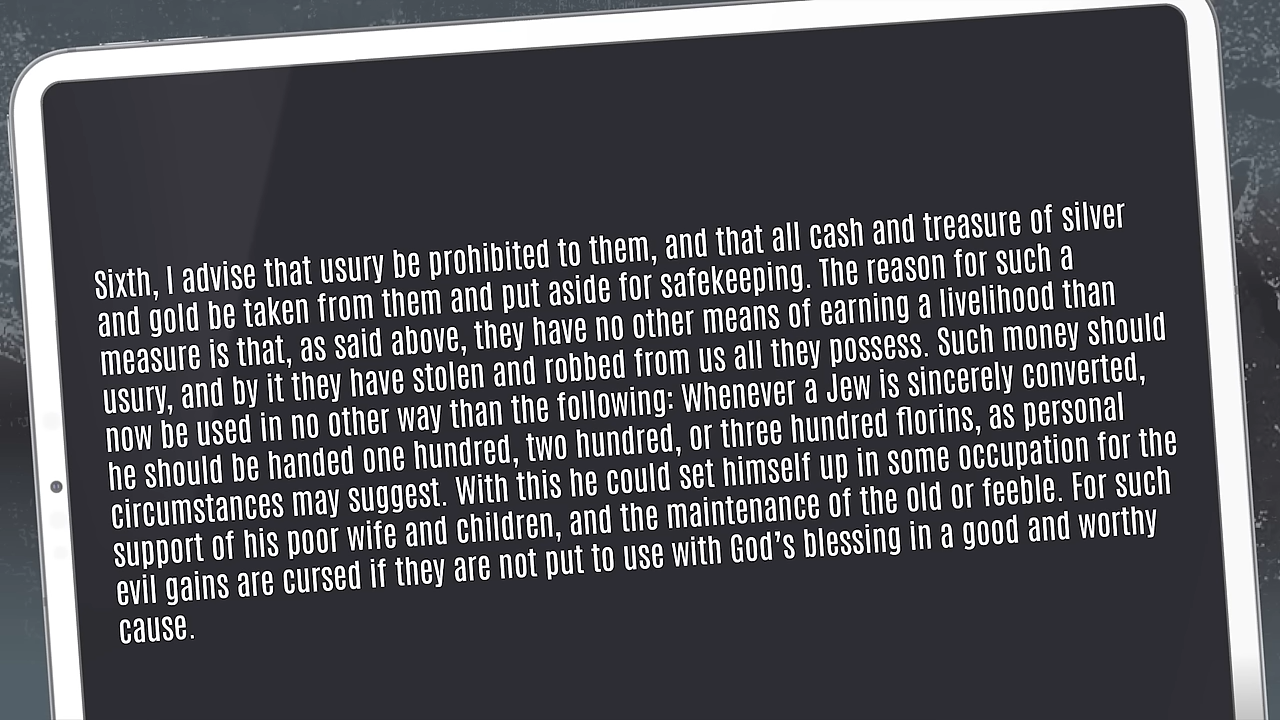 Sixth, I advise that usury be prohibited to them, and that all cash and treasure of silver
and gold be taken from them and put aside for safekeeping. The reason for such a
measure is that, as said above, they have no other means of earning a livelihood than
usury, and by it they have stolen and robbed from us all they possess. Such money should
now be used in no other way than the following: Whenever a Jew is sincerely converted,
he should be handed one hundred, two hundred, or three hundred florins, as personal
circumstances may suggest. With this he could set himself up in some occupation for the
support of his poor wife and children, and the maintenance of the old or feeble. For such
evil gains are cursed if they are not put to use with God’s blessing in a good and worthy
cause.